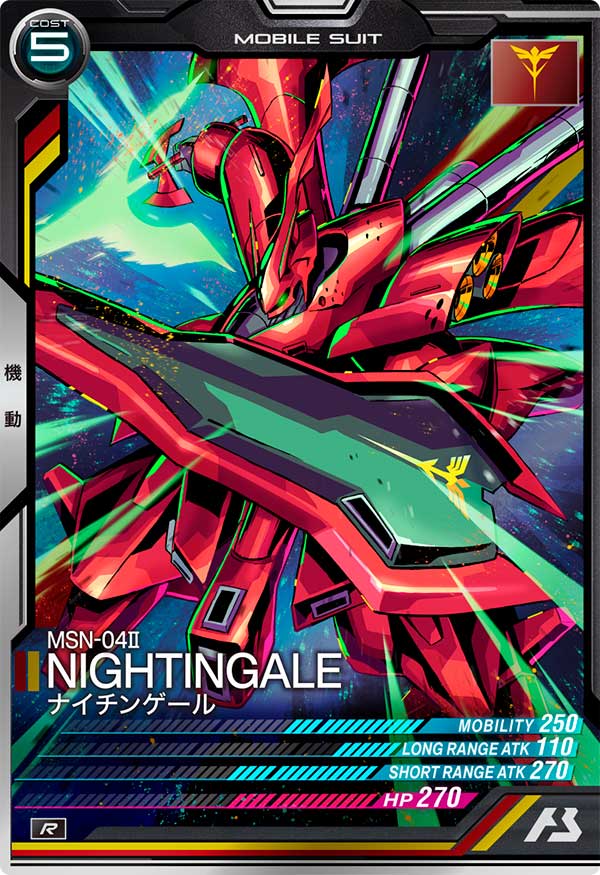 COST
5
MOBILE SUIT
機動
MSN-04Ⅱ
NIGHTINGALE
ナイチンゲール
MOBILITY 250
LONG RANGE ATK 110
SHORT RANGE ATK 270
HP 270
R